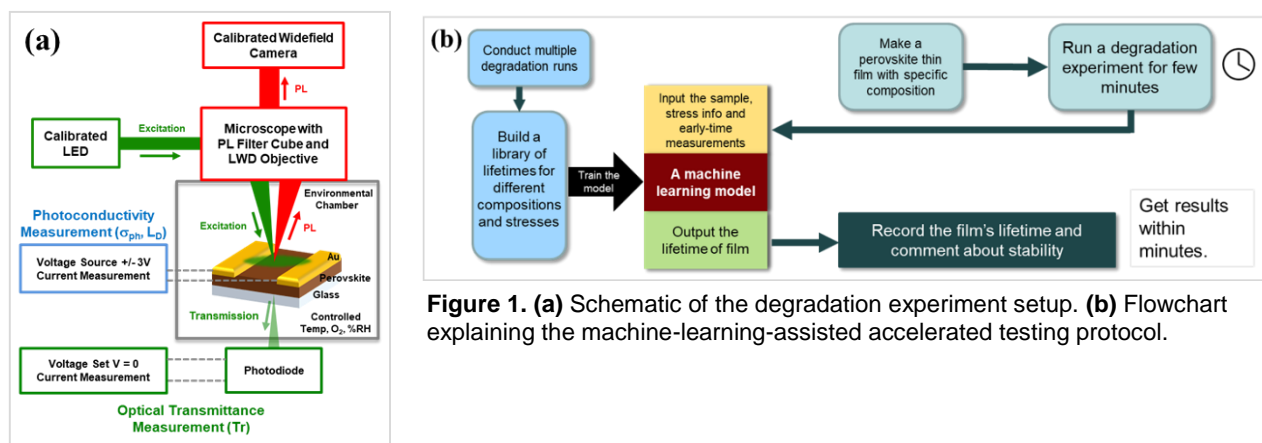 (a)
Calibrated Widefield
Camera
PL
Calibrated
LED
Excitation
Microscope with
PL Filter Cube and
LWD Objective
Environmental
Chamber
Excitation
PL
Photoconductivity
Measurement (σph, LD)
Voltage Source +/- 3V
Current Measurement
Au
Perovskite
Glass
Transmission
Controlled
Temp, O2, %RH
Voltage Set V = 0
Current Measurement
Photodiode
Optical Transmittance
Measurement (Tr)
(b)
Conduct multiple
degradation runs
Build a
library of
lifetimes for
different
compositions
and stresses
Train the
model
Input the sample,
stress info and
early-time
measurements
A machine
learning model
Output the
lifetime of film
Make a
perovskite thin
film with specific
composition
Run a degradation
experiment for few
minutes
Record the film's lifetime and
comment about stability
Get results
within
minutes.
Figure 1. (a) Schematic of the degradation experiment setup. (b) Flowchart
explaining the machine-learning-assisted accelerated testing protocol.